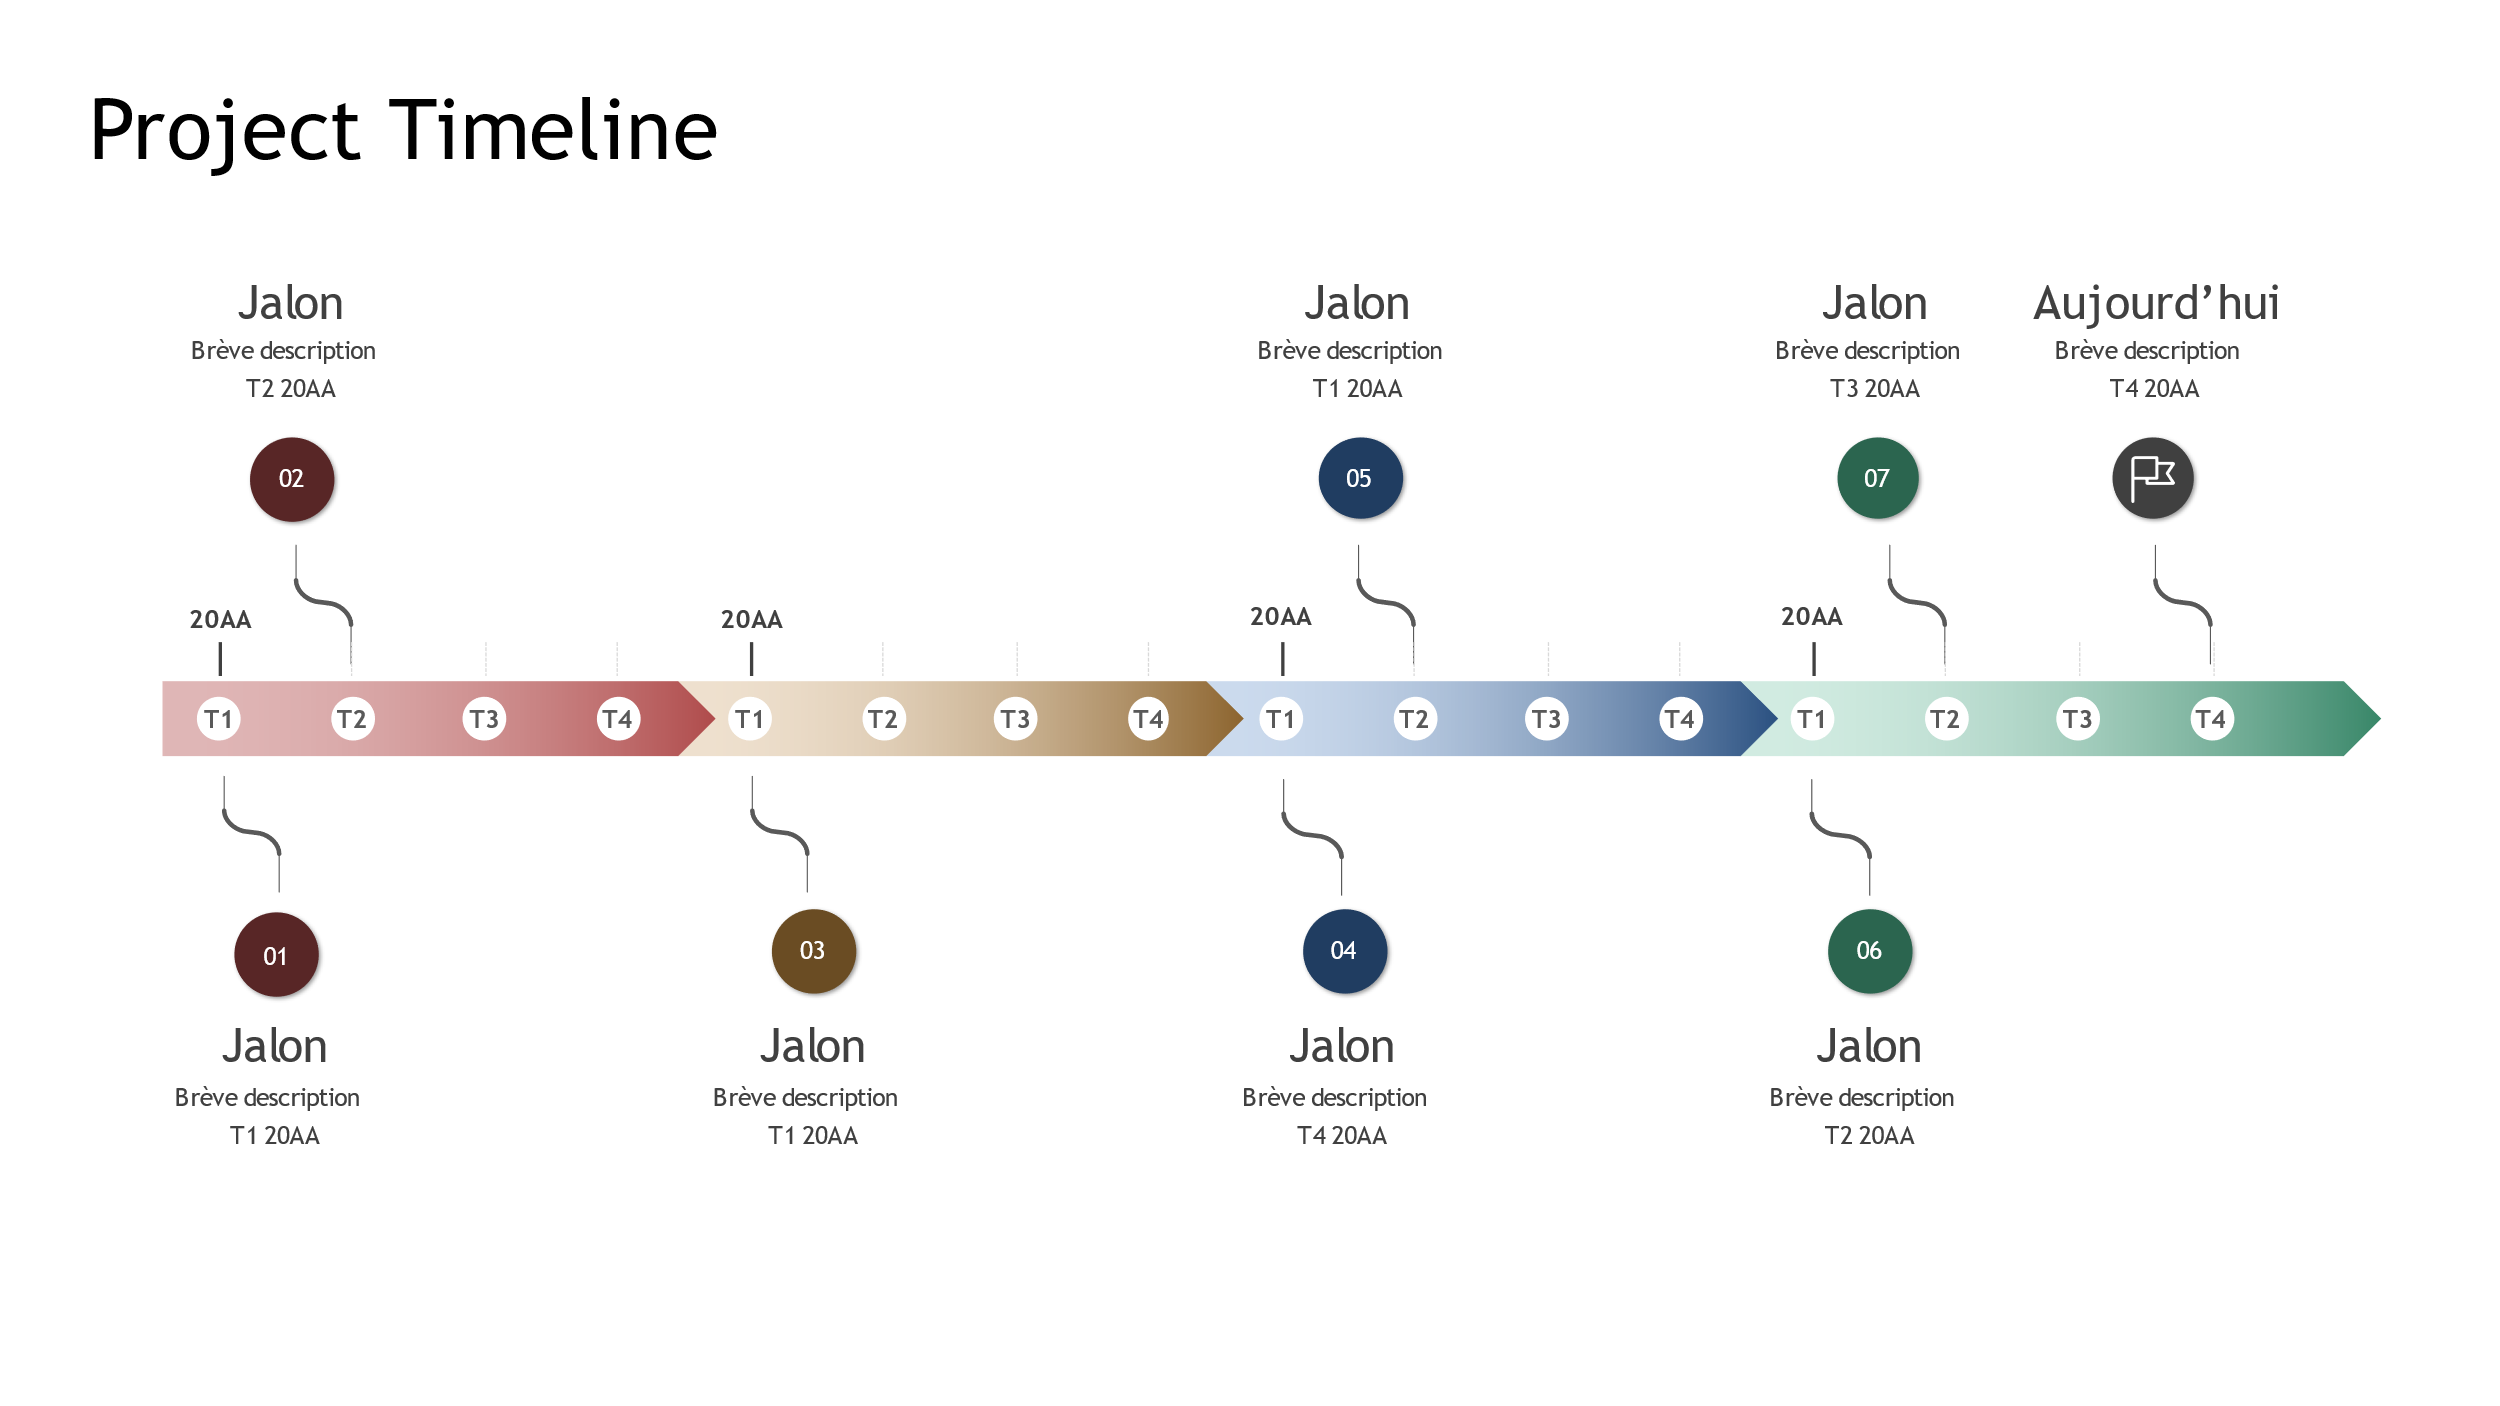 Project Timeline
Jalon
Brève description
T2 20AA
02
Jalon
Brève description
T1 20AA
05
Jalon
Brève description
T3 20AA
07
Aujourd’hui
Brève description
T4 20AA
20AA
20AA
20AA
20AA
T1 T2 T3 T4 T1 T2 T3 T4 T1 T2 T3 T4 T1 T2 T3 T4
01
Jalon
Brève description
T1 20AA
03
Jalon
Brève description
T1 20AA
04
Jalon
Brève description
T4 20AA
06
Jalon
Brève description
T2 20AA